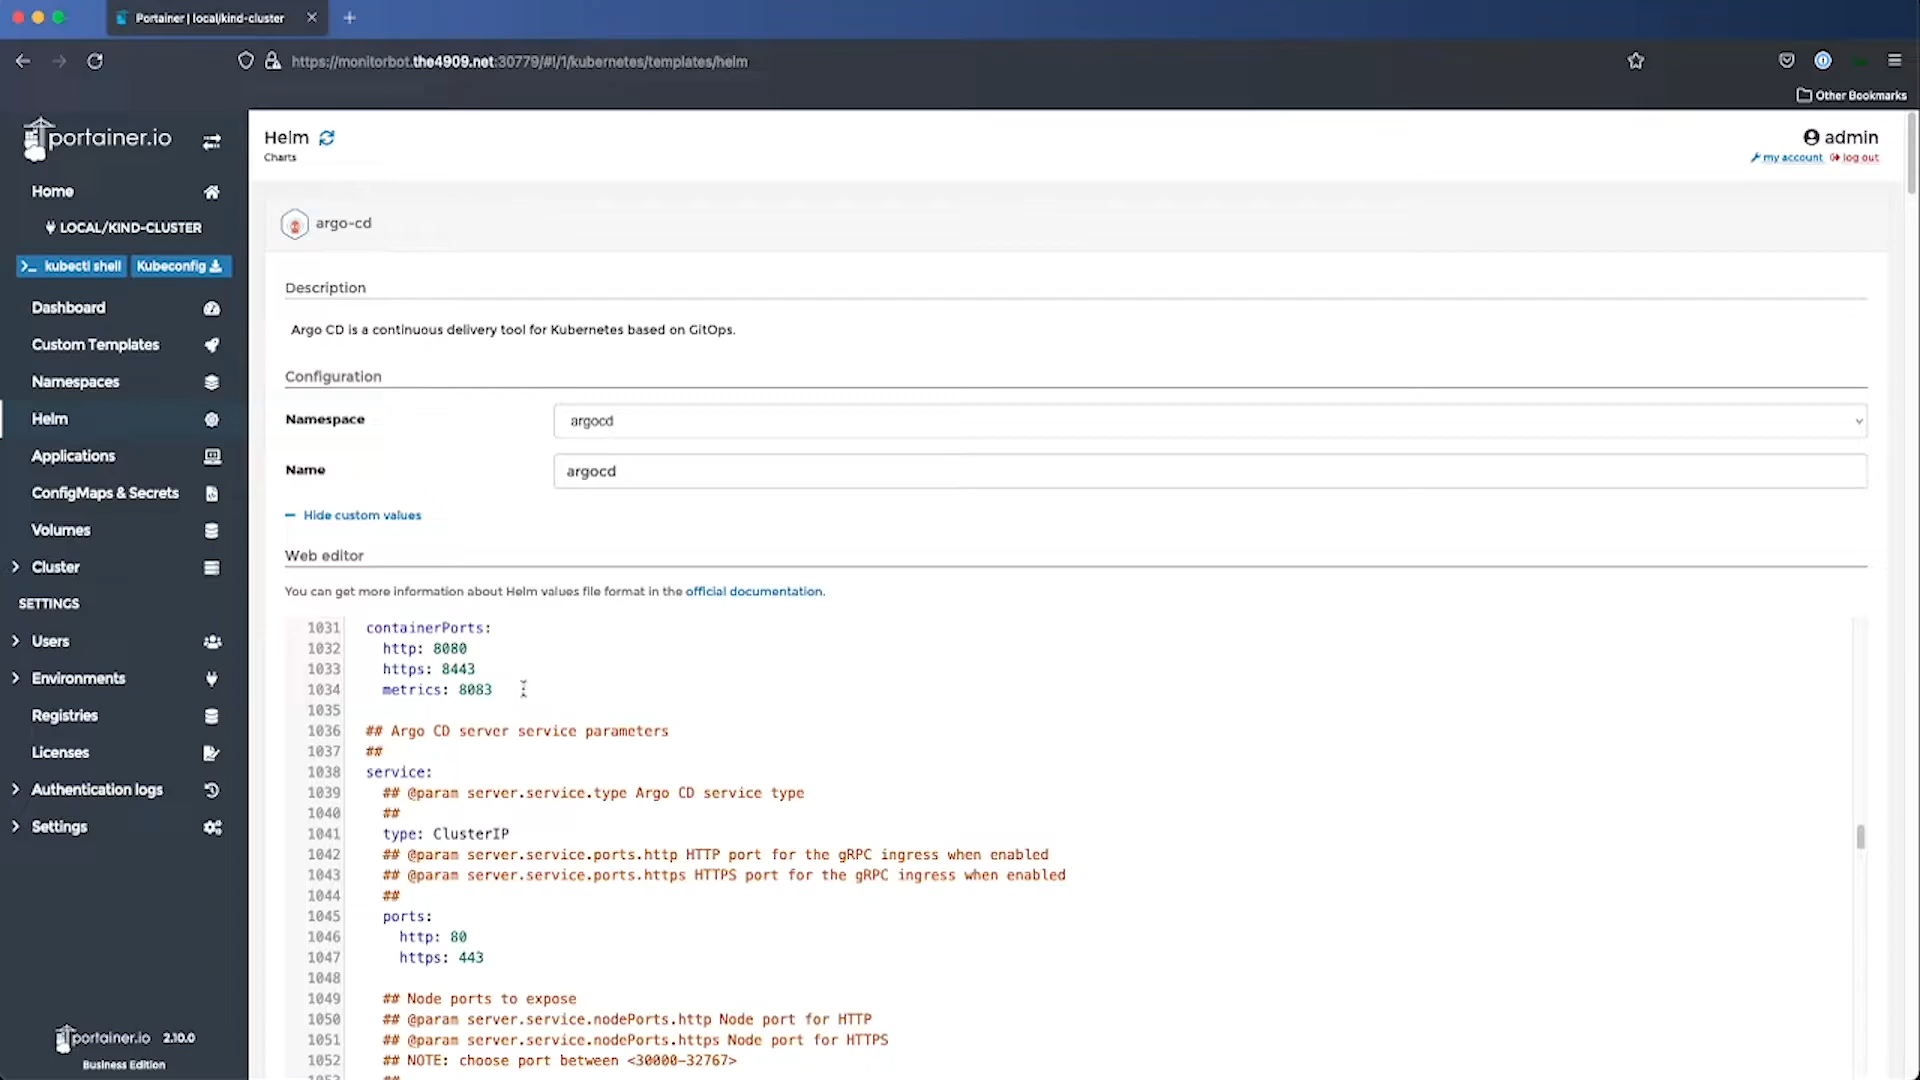 Portainer | local/kind-cluster
https://monitorbot.the4909.net:30779/#!/1/kubernetes/templates/helm
Other Bookmarks
portainer.io
Home
LOCAL/KIND-CLUSTER
kubectl shell
Kubeconfig
Dashboard
Custom Templates
Namespaces
Helm
Applications
ConfigMaps & Secrets
Volumes
Cluster
SETTINGS
Users
Environments
Registries
Licenses
Authentication logs
Settings
portainer.io 2.10.0
Business Edition
Helm
Charts
admin
my account log out
argo-cd
Description
Argo CD is a continuous delivery tool for Kubernetes based on GitOps.
Configuration
Namespace argocd
Name argocd
Hide custom values
Web editor
You can get more information about Helm values file format in the official documentation.
1031 containerPorts:
1032 http: 8080
1033 https: 8443
1034 metrics: 8083
1035
1036 ## Argo CD server service parameters
1037 ##
1038 service:
1039 ## @param server.service.type Argo CD service type
1040 ##
1041 type: ClusterIP
1042 ## @param server.service.ports.http HTTP port for the gRPC ingress when enabled
1043 ## @param server.service.ports.https HTTPS port for the gRPC ingress when enabled
1044 ##
1045 ports:
1046 http: 80
1047 https: 443
1048
1049 ## Node ports to expose
1050 ## @param server.service.nodePorts.http Node port for HTTP
1051 ## @param server.service.nodePorts.https Node port for HTTPS
1052 ## NOTE: choose port between <30000-32767>